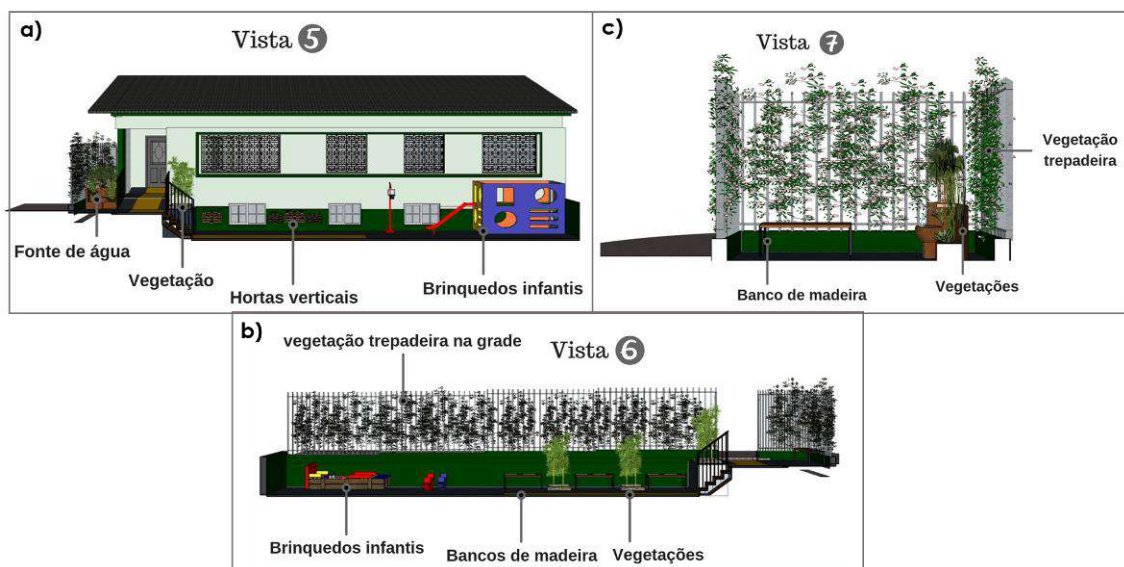 a)
Vista 5
Fonte de água
Vegetação
Hortas verticais
Brinquedos infantis
c)
Vista 7
Vegetação
trepadeira
Banco de madeira
Vegetações
b)
vegetação trepadeira na grade
Vista 6
Brinquedos infantis
Bancos de madeira
Vegetações